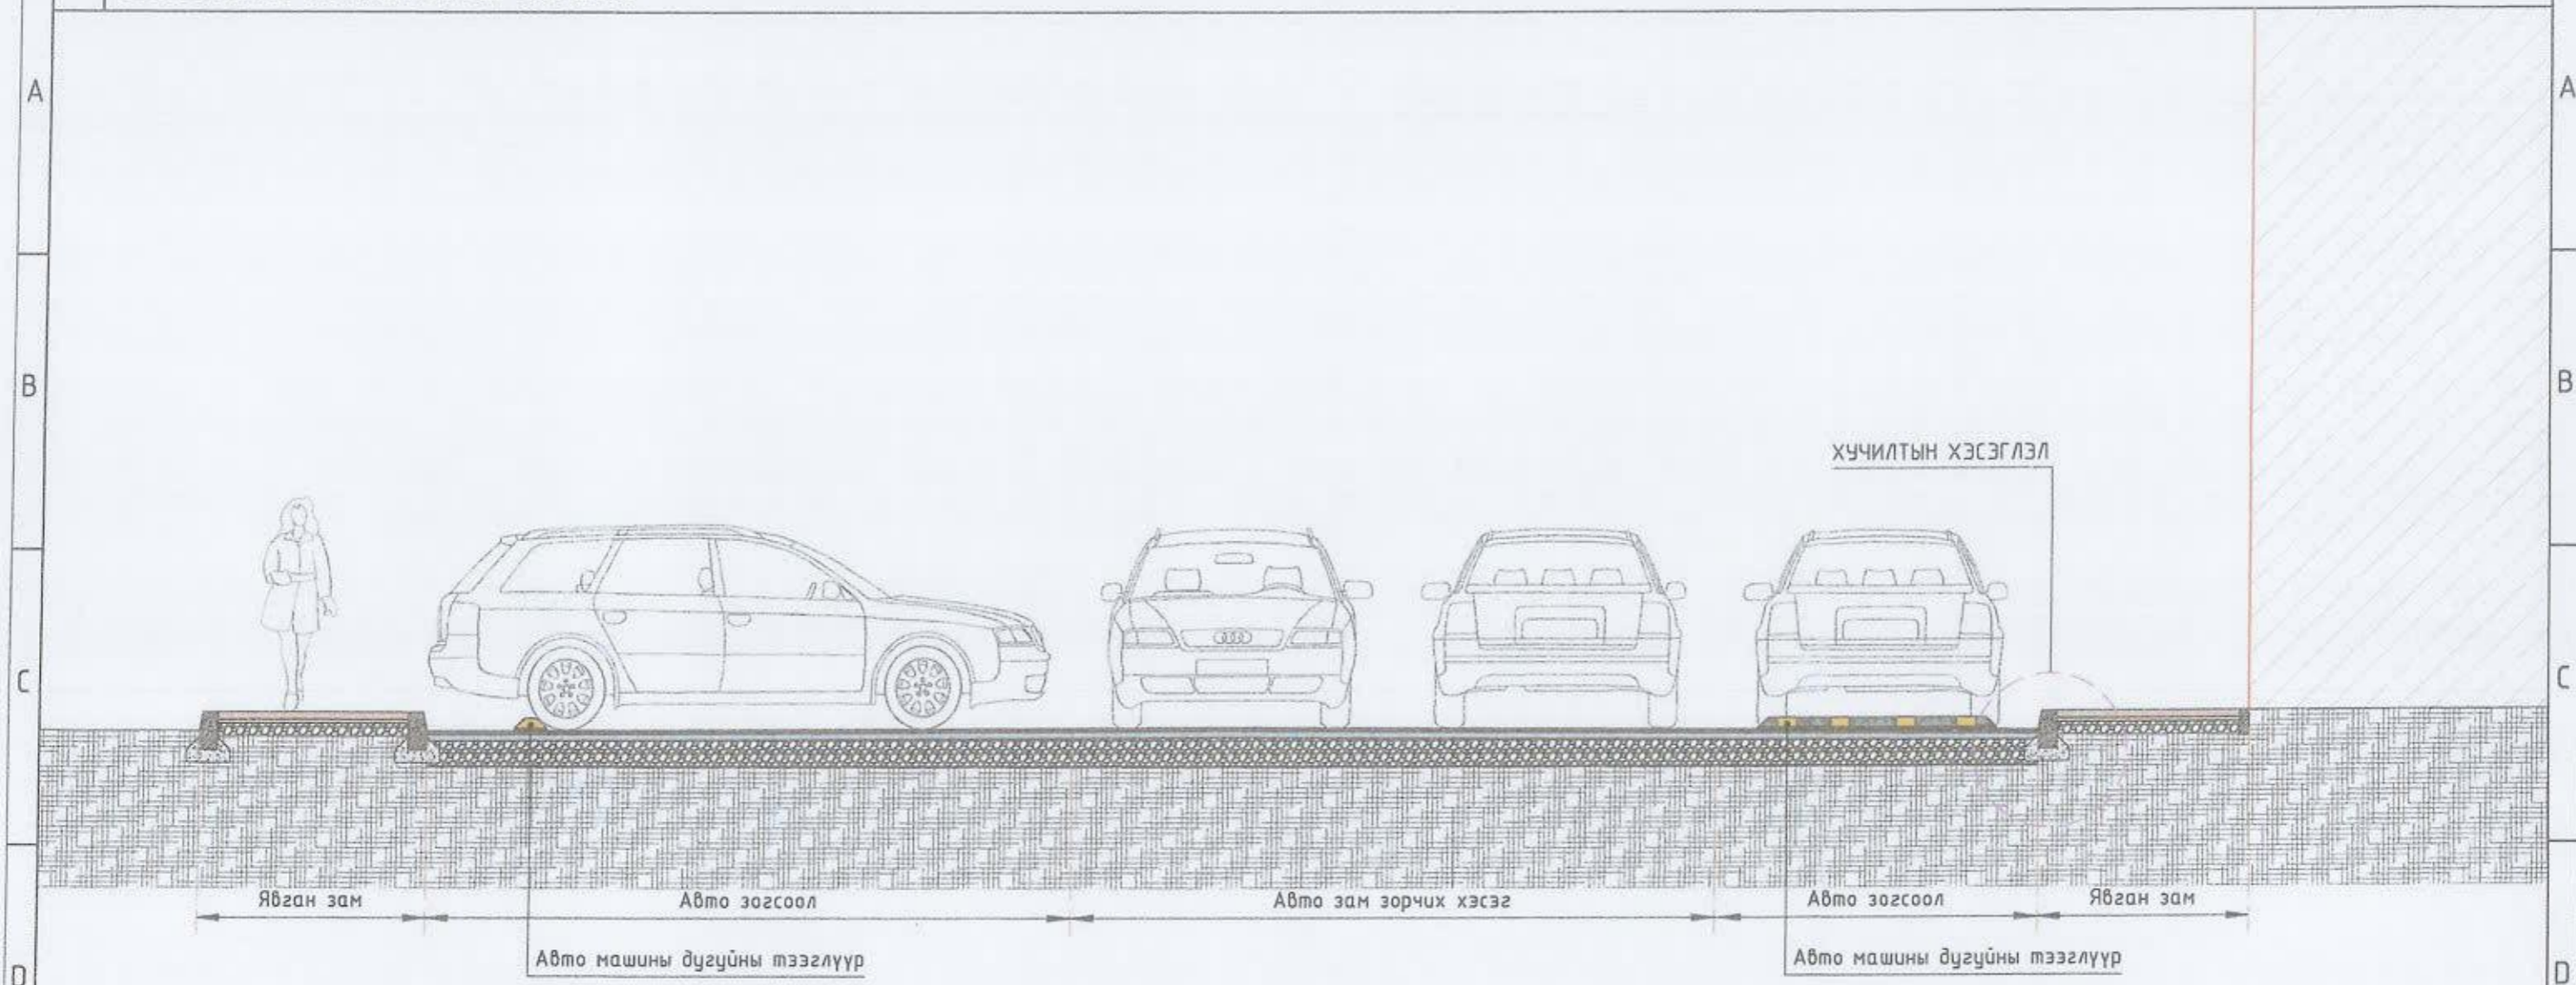 A
A
B
B
ХУЧИЛТЫН ХЭСЭГЛЭЛ
C
C
Явган зам
Авто зогсоол
Авто зам зорчих хэсэг
Авто зогсоол
Явган зам
Авто машины дугуйны тээглүүр
Авто машины дугуйны тээглүүр
D
D